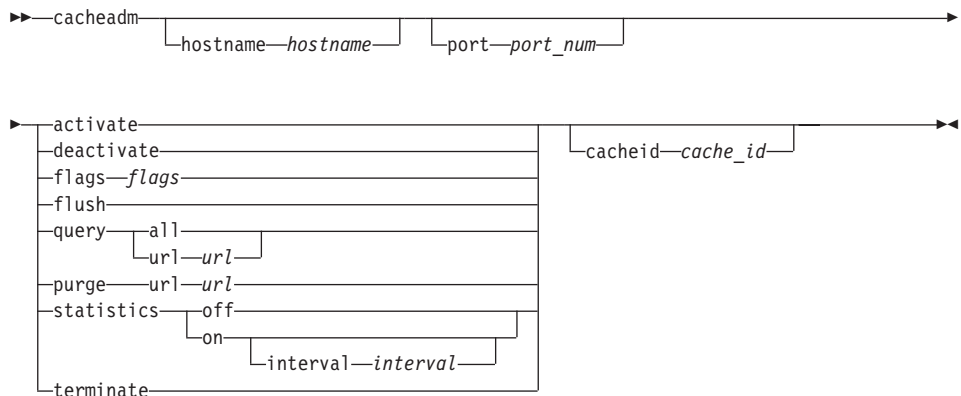 cacheadm
hostname hostname
port port_num
activate
deactivate
flags flags
flush
query all
url url
purge url url
statistics off
on
interval interval
terminate
cacheid cache_id